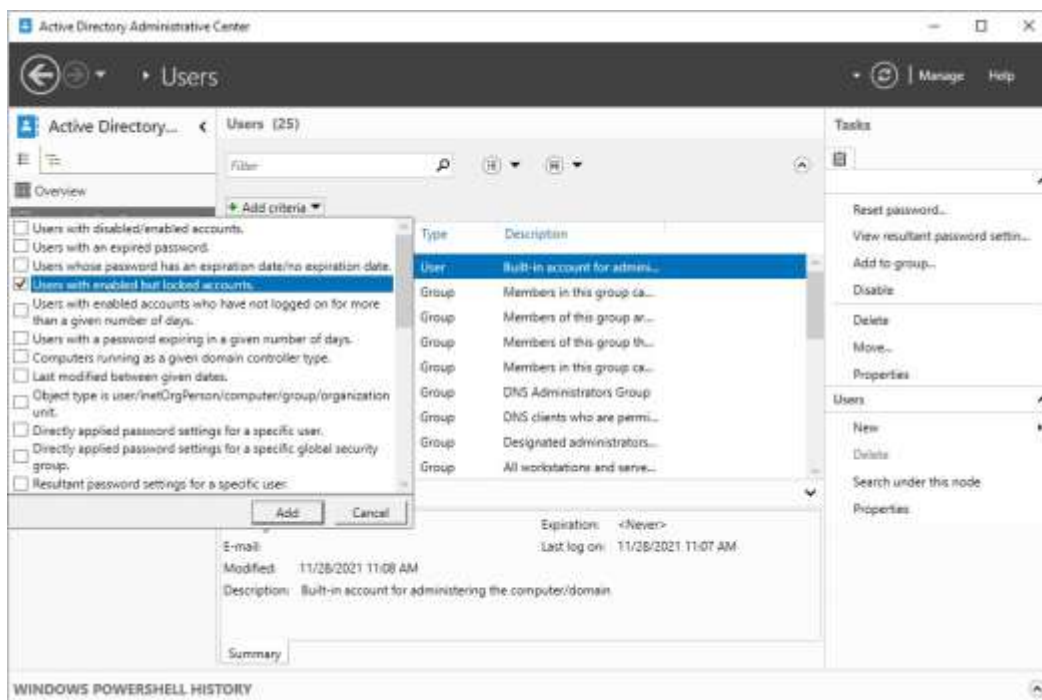 Active Directory Administrative Center
Users
Manage Help
Active Directory...
Users (25)
Tasks
Filter
Overview
Add criteria
Users with disabled/enabled accounts.
Users with an expired password.
Users whose password has an expiration date/no expiration date.
Users with enabled but locked accounts.
Users with enabled accounts who have not logged on for more
than a given number of days.
Users with a password expiring in a given number of days.
Computers running as a given domain controller type.
Last modified between given dates.
Object type is user/inetOrgPerson/computer/group/organization
unit.
Directly applied password settings for a specific user.
Directly applied password settings for a specific global security
group.
Resultant password settings for a specific user.
Add Cancel
Type Description
User Built-in account for admini...
Group Members in this group ca...
Group Members of this group ar...
Group Members of this group th...
Group Members in this group ca...
Group DNS Administrators Group
Group DNS clients who are permi...
Group Designated administrators...
Group All workstations and serve...
Reset password...
View resultant password settin...
Add to group...
Disable
Delete
Move...
Properties
Users
New
Delete
Search under this node
Properties
Expiration: <Never>
E-mail: Last log on: 11/28/2021 11:07 AM
Modified: 11/28/2021 11:08 AM
Description: Built-in account for administering the computer/domain
Summary
WINDOWS POWERSHELL HISTORY